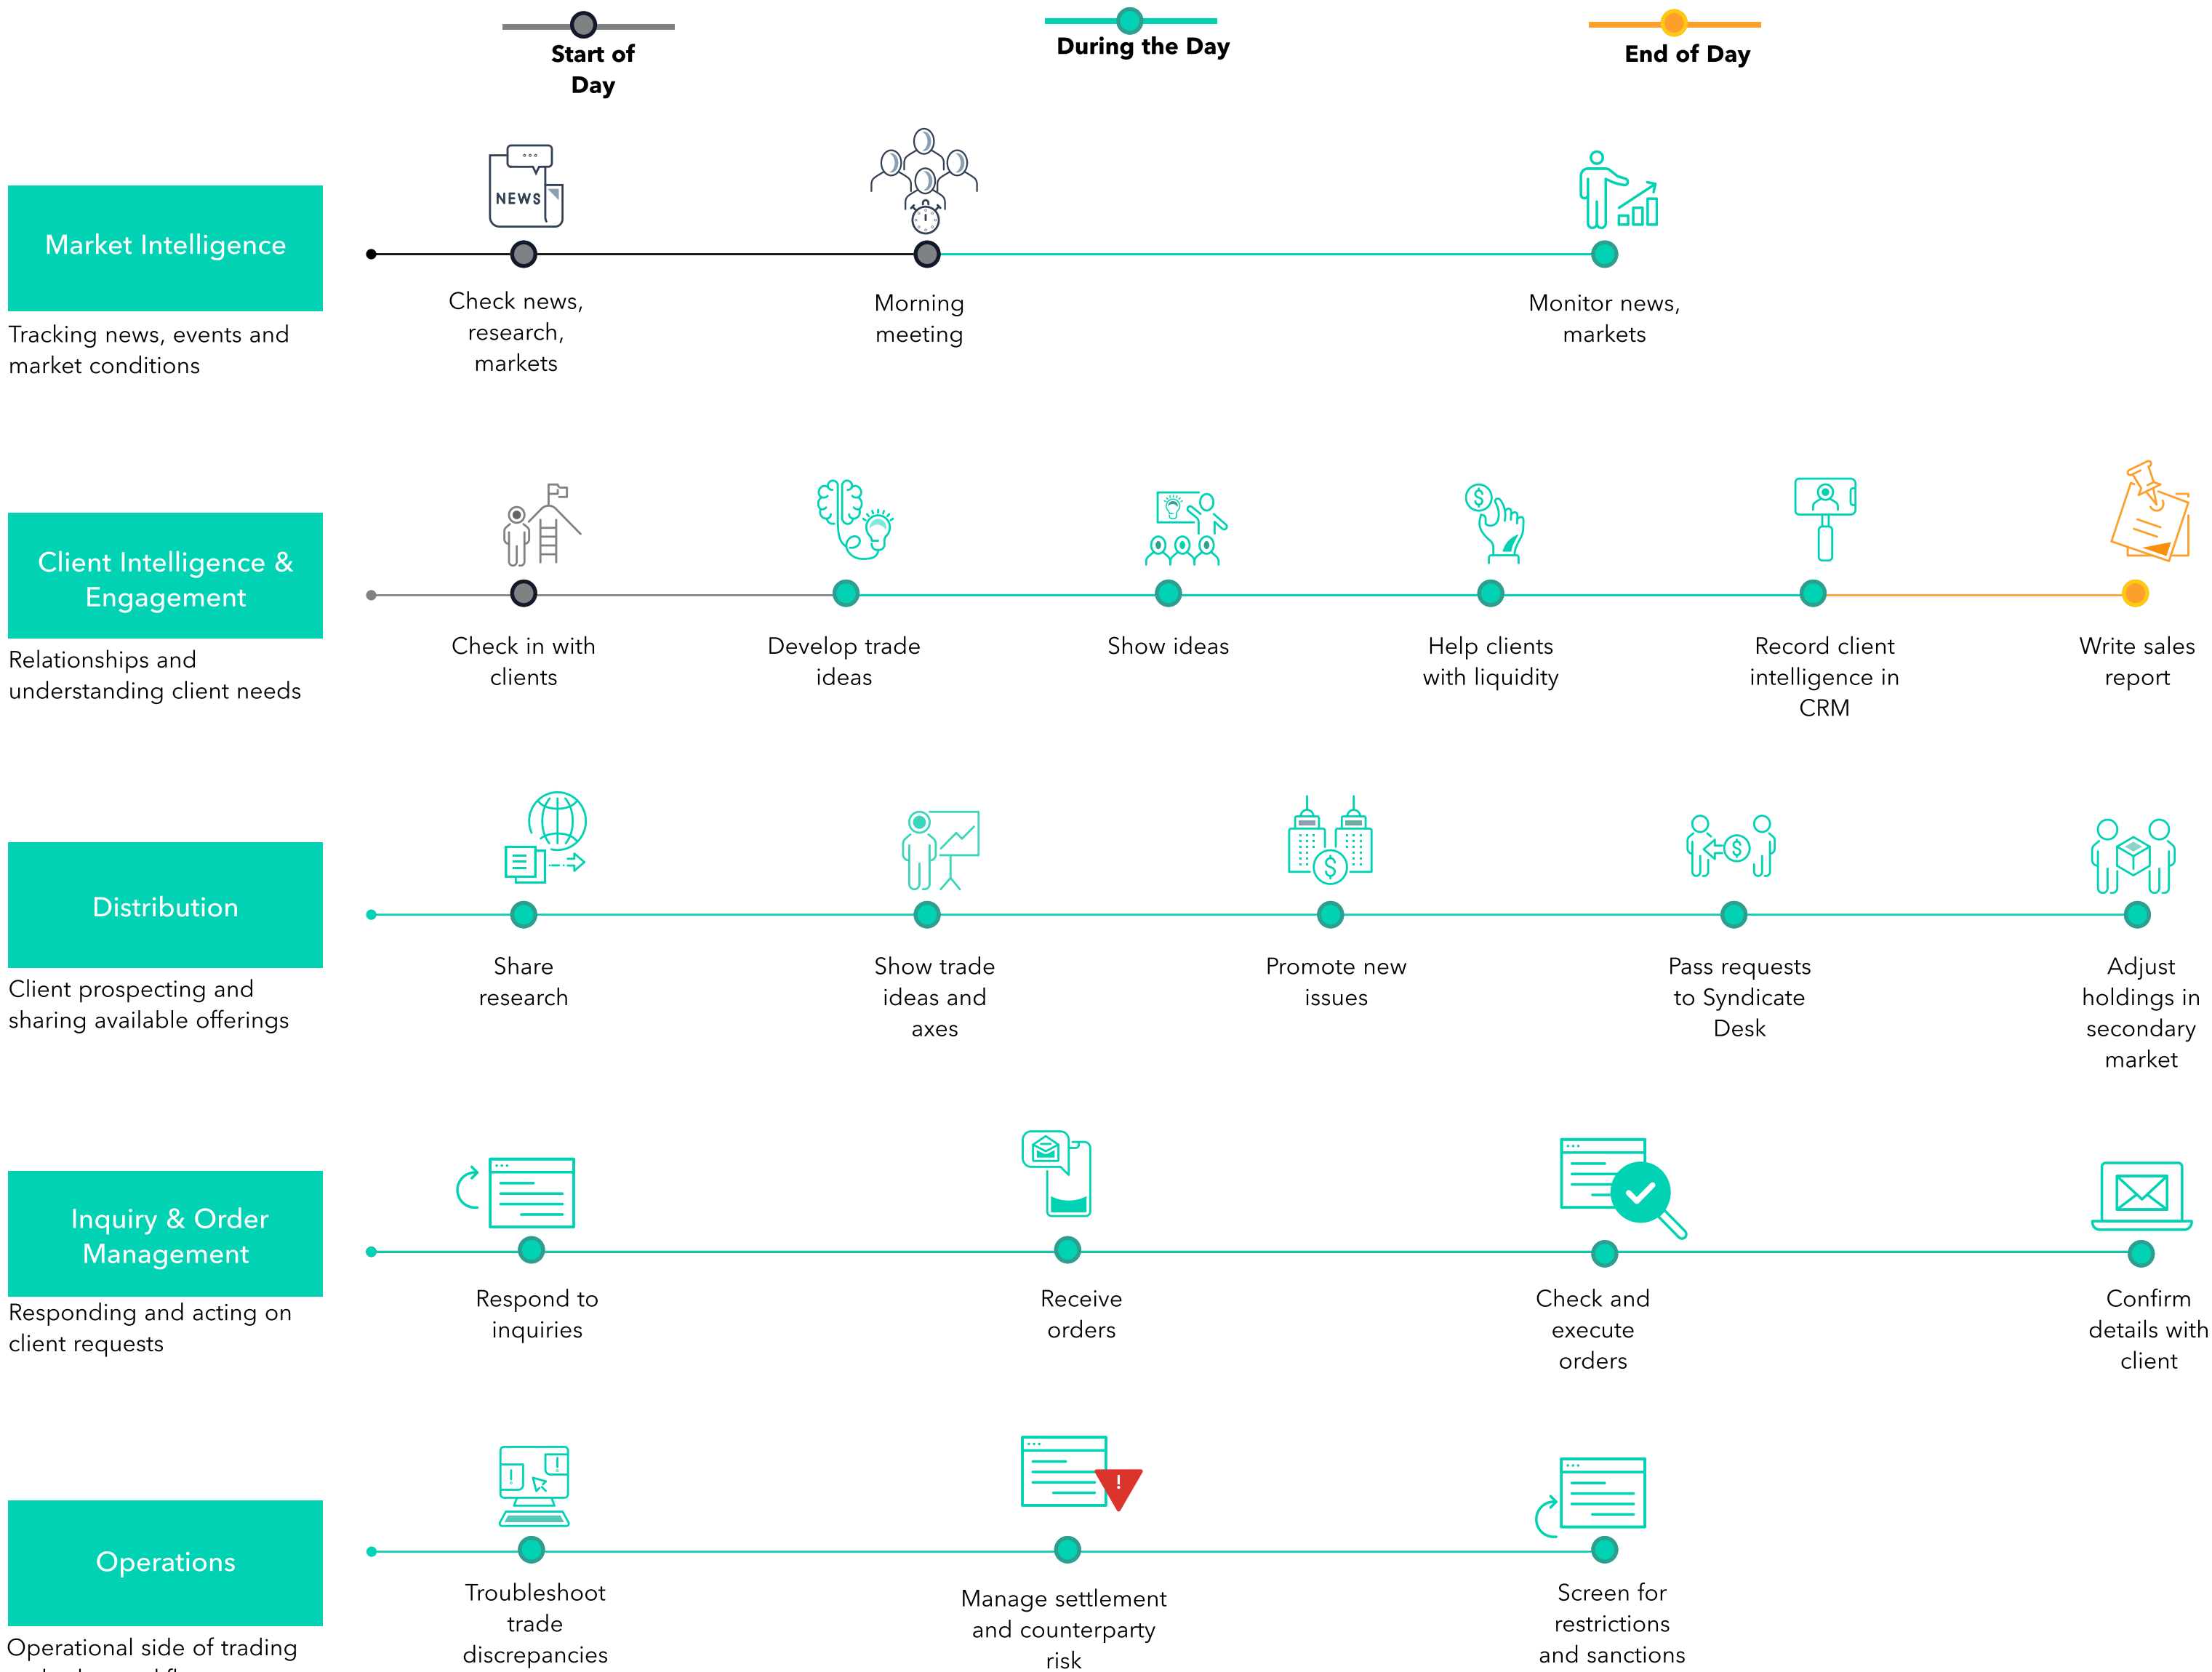 Start of
Day
During the Day
End of Day
NEWS
Market Intelligence
Tracking news, events and
market conditions
Check news,
research,
markets
Morning
meeting
Monitor news,
markets
Client Intelligence &
Engagement
Relationships and
understanding client needs
Check in with
clients
Develop trade
ideas
Show ideas
Help clients
with liquidity
Record client
intelligence in
CRM
Write sales
report
Distribution
Client prospecting and
sharing available offerings
Share
research
Show trade
ideas and
axes
Promote new
issues
Pass requests
to Syndicate
Desk
Adjust
holdings in
secondary
market
Inquiry & Order
Management
Responding and acting on
client requests
Respond to
inquiries
Receive
orders
Check and
execute
orders
Confirm
details with
client
Operations
Operational side of trading
Troubleshoot
trade
discrepancies
Manage settlement
and counterparty
risk
Screen for
restrictions
and sanctions